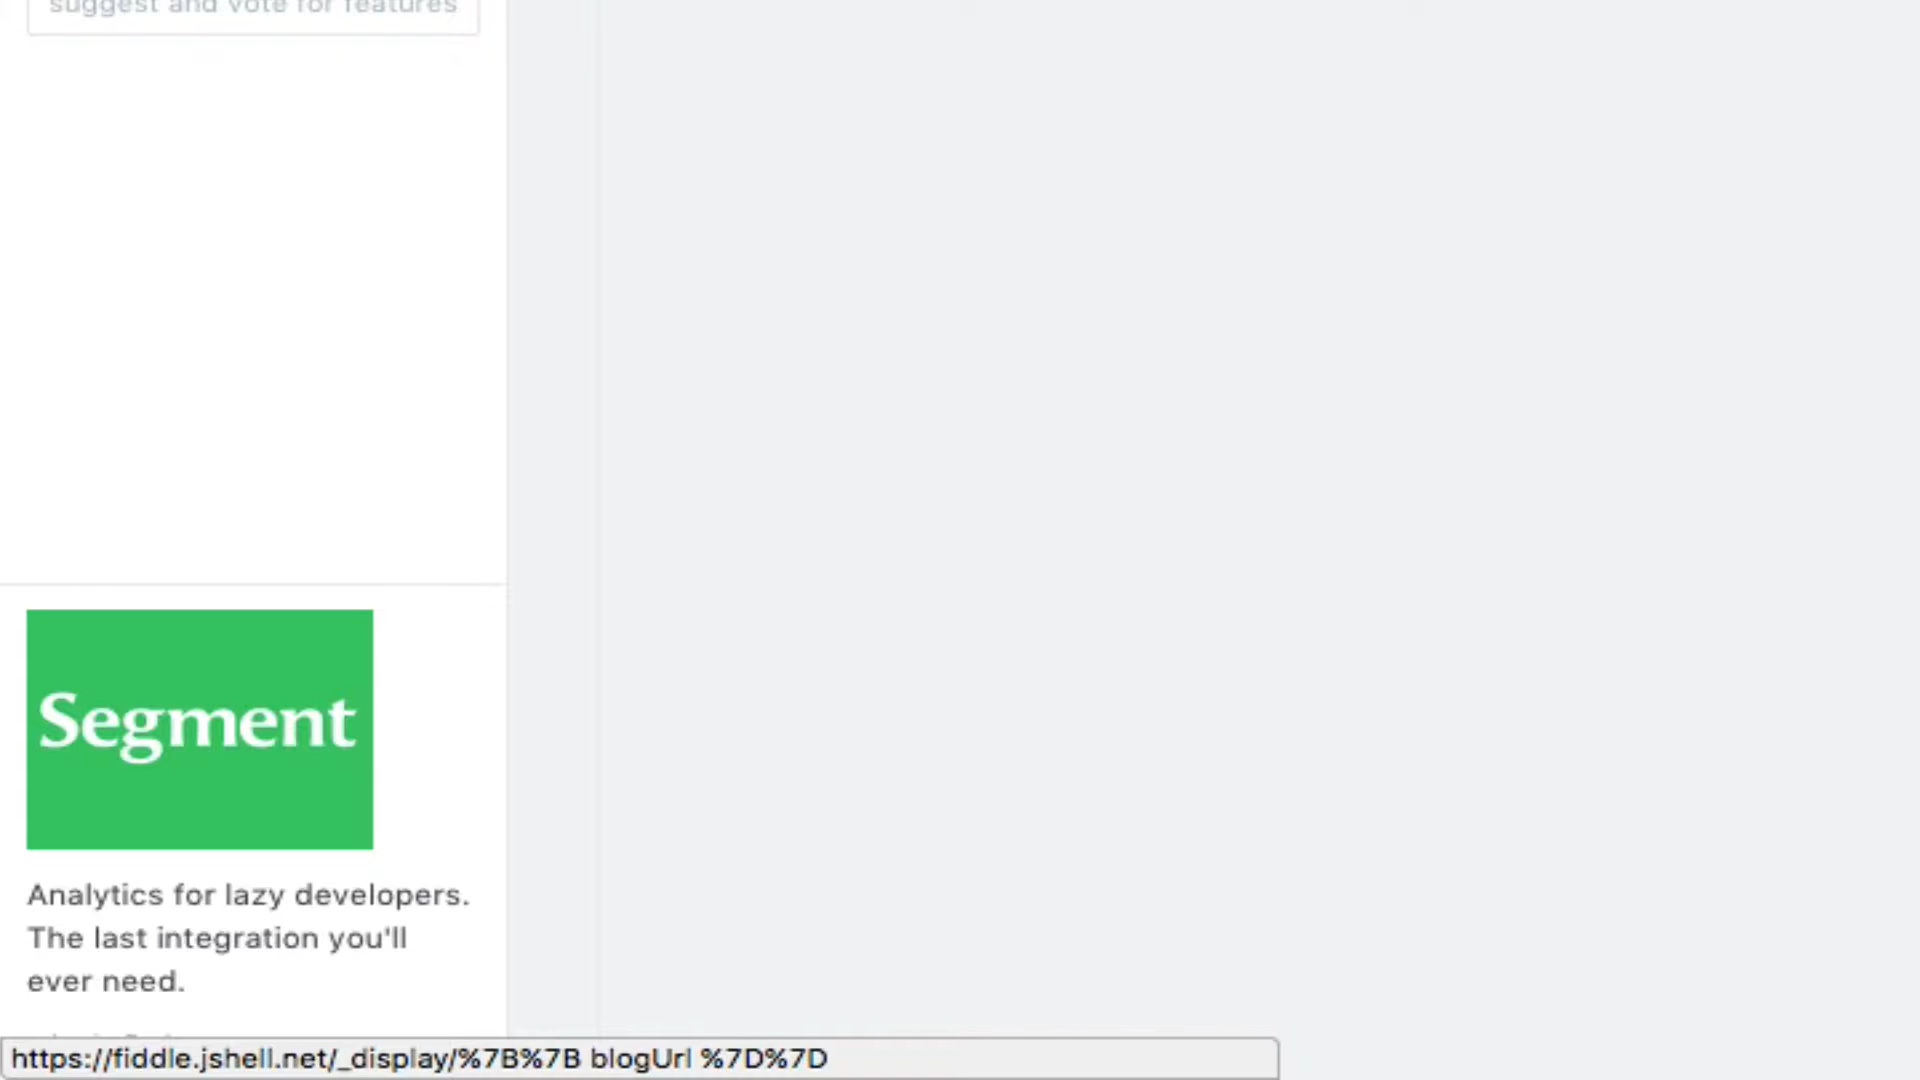 suggest and vote for features
Segment
Analytics for lazy developers.
The last integration you'll
ever need.
https://fiddle.jshell.net/_display/%7B%7B blogUrl %7D%7D